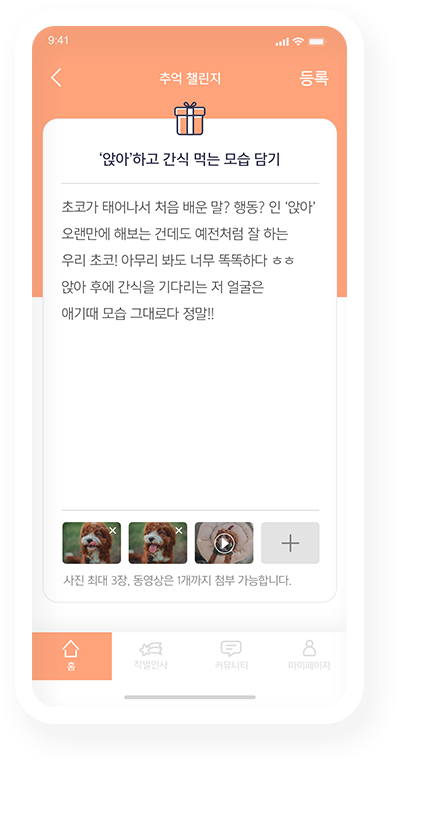 9:41
추억 챌린지
등록
‘앉아’하고 간식 먹는 모습 담기
초코가 태어나서 처음 배운 말? 행동? 인 ‘앉아’
오랜만에 해보는 건데도 예전처럼 잘 하는
우리 초코! 아무리 봐도 너무 똑똑하다 ㅎㅎ
앉아 후에 간식을 기다리는 저 얼굴은
애기때 모습 그대로다 정말!!
사진 최대 3장, 동영상은 1개까지 첨부 가능합니다.
홈
작별인사
커뮤니티
마이페이지